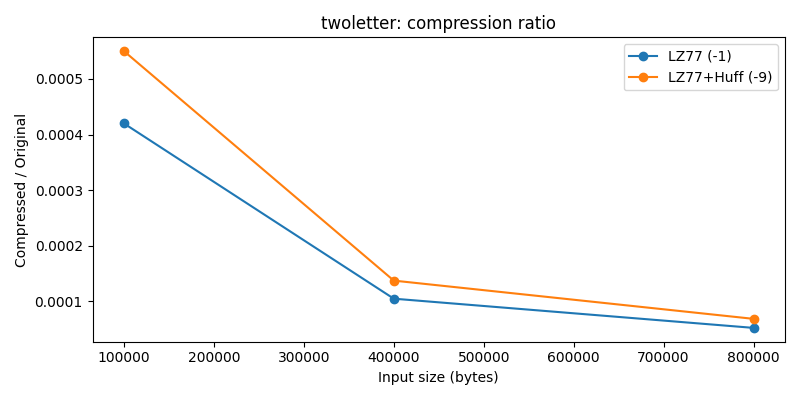 twoletter: compression ratio
LZ77 (-1)
LZ77+Huff (-9)
Compressed / Original
0.0005
0.0004
0.0003
0.0002
0.0001
100000 200000 300000 400000 500000 600000 700000 800000
Input size (bytes)